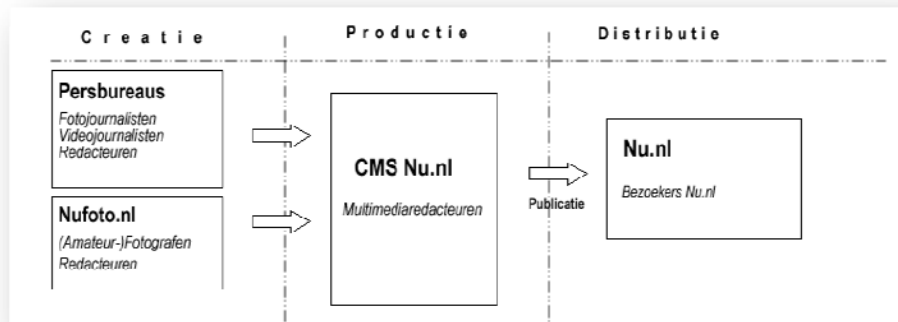 Creatie
Productie
Distributie
Persbureaus
Fotojournalisten
Videojournalisten
Redacteuren
Nufoto.nl
(Amateur-)Fotografen
Redacteuren
CMS Nu.nl
Multimediaredacteuren
Publicatie
Nu.nl
Bezoekers Nu.nl